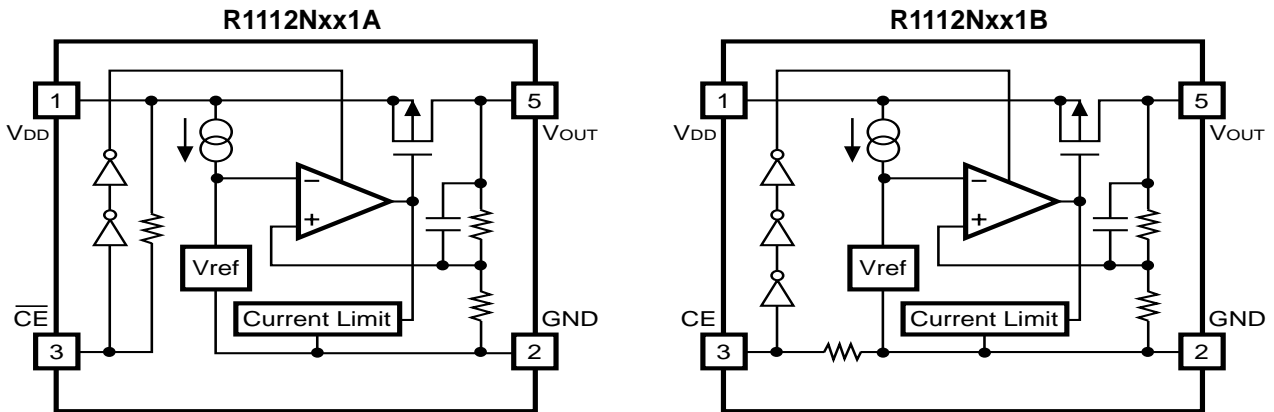 R1112Nxx1A
1
VDD
5
VOUT
−
+
Vref
Current Limit
C̅E̅
3
GND
2
R1112Nxx1B
1
VDD
5
VOUT
−
+
Vref
Current Limit
CE
3
GND
2